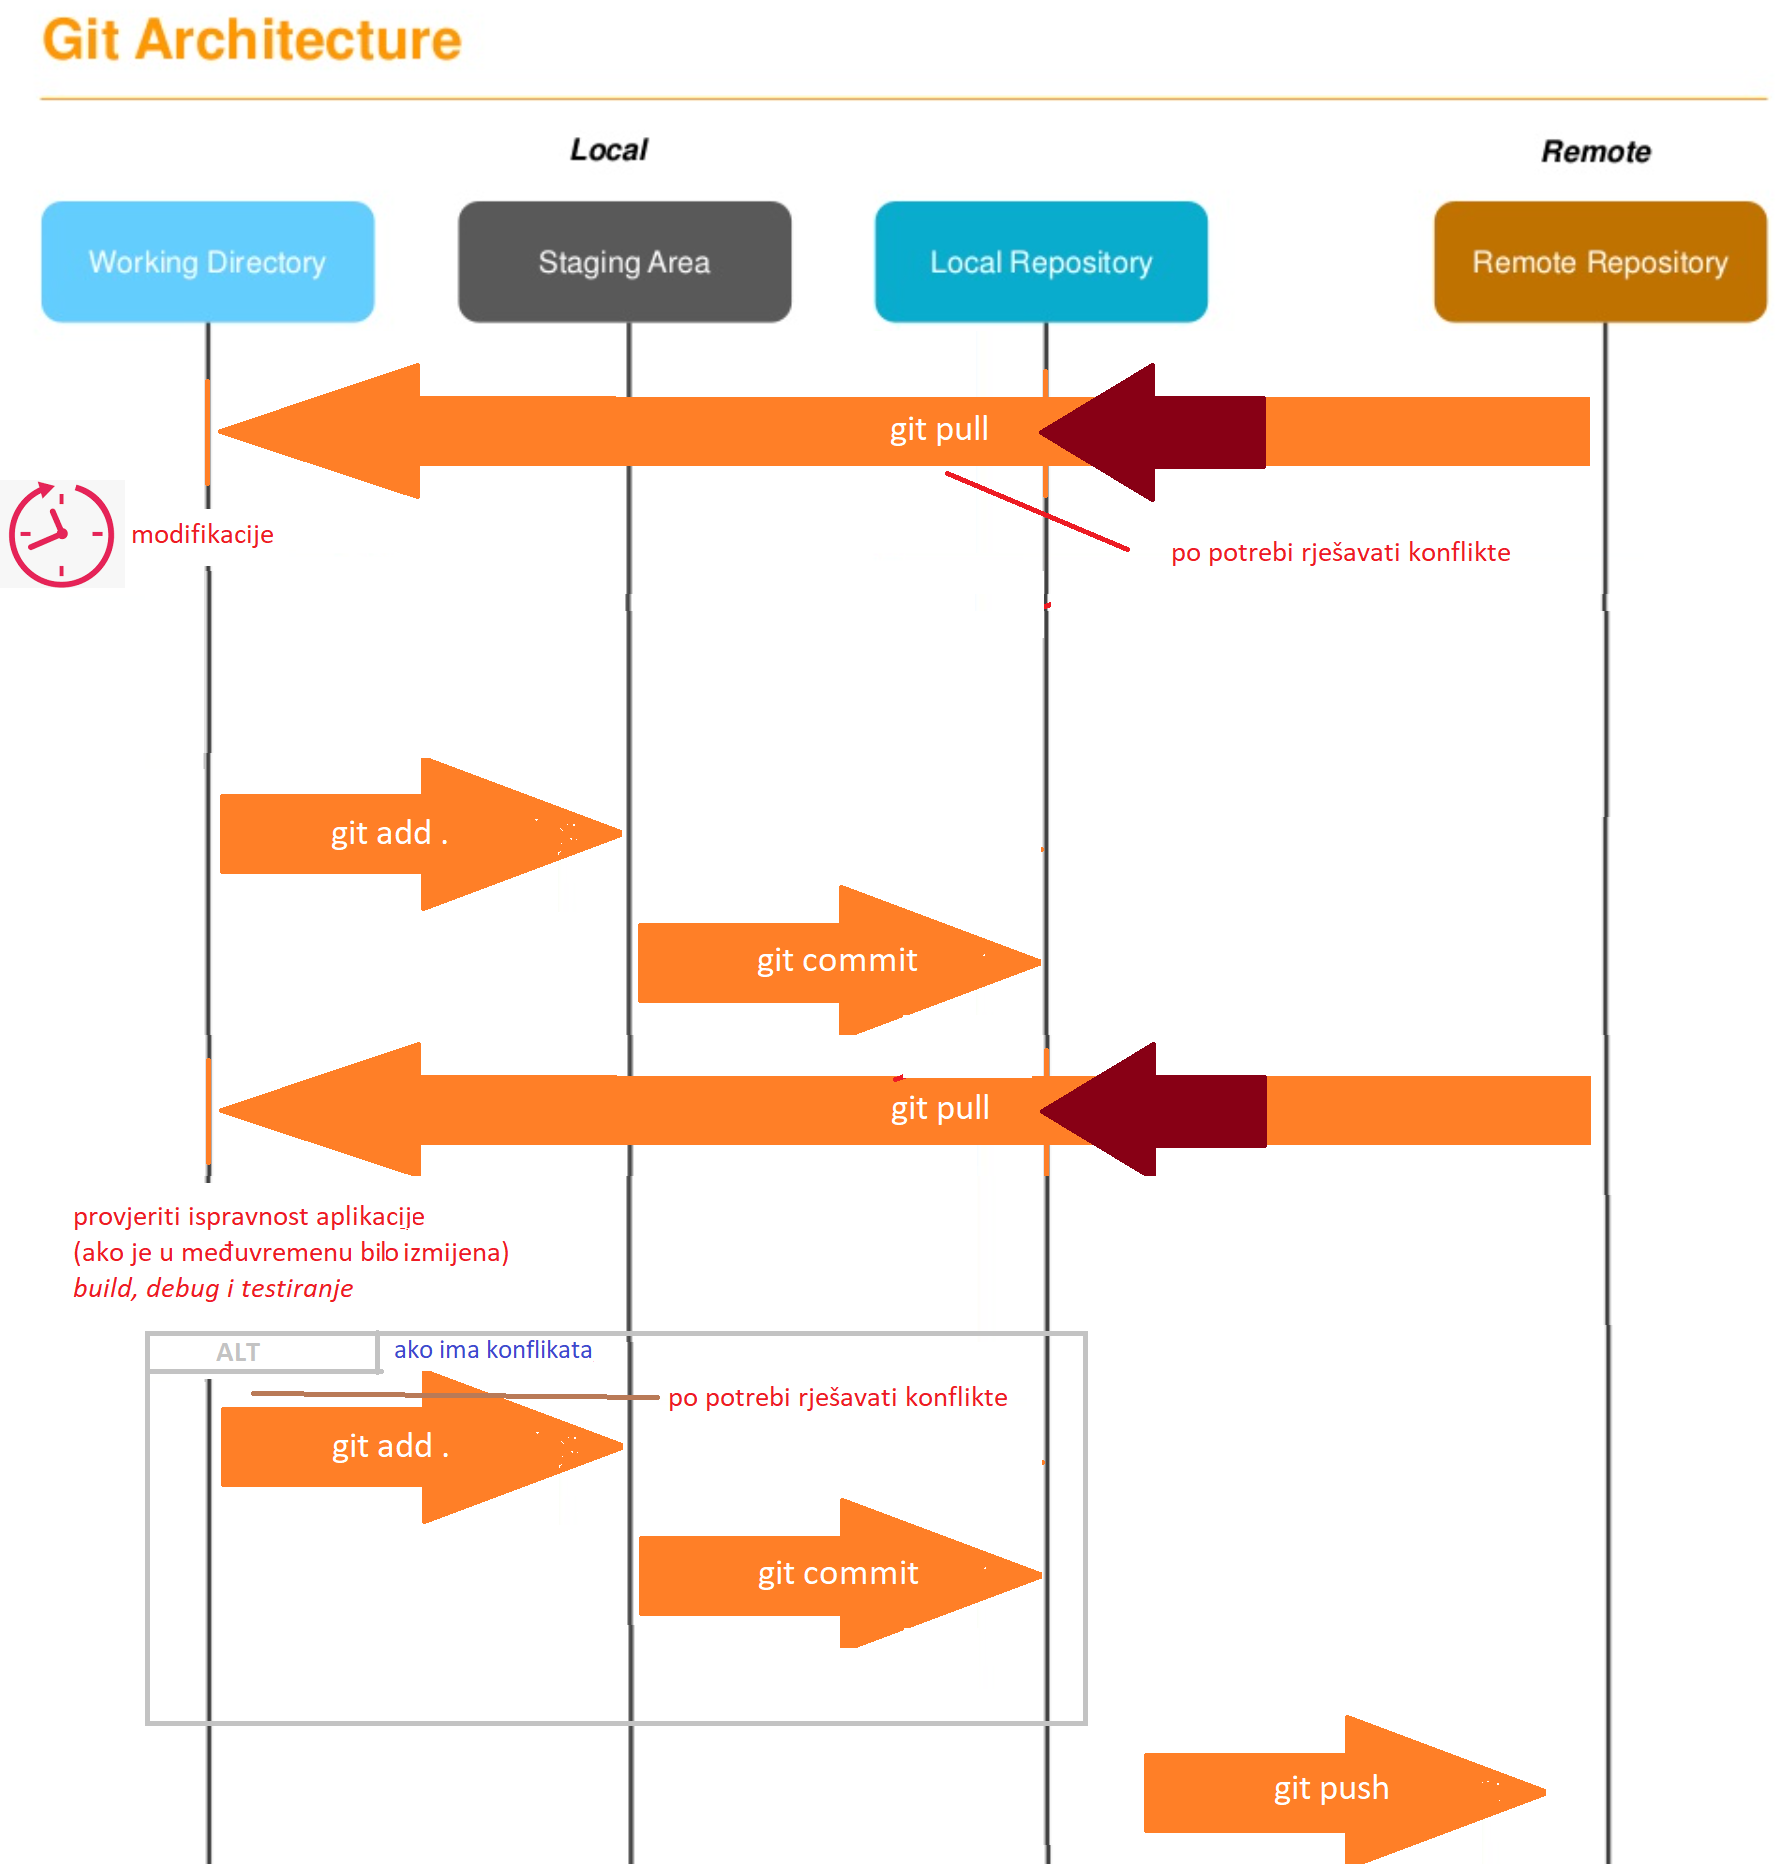 Git Architecture
Local
Remote
Working Directory
Staging Area
Local Repository
Remote Repository
git pull
modifikacije
po potrebi rješavati konflikte
git add .
git commit
git pull
provjeriti ispravnost aplikacije
(ako je u međuvremenu bilo izmijena)
build, debug i testiranje
ALT
ako ima konflikata
po potrebi rješavati konflikte
git add .
git commit
git push